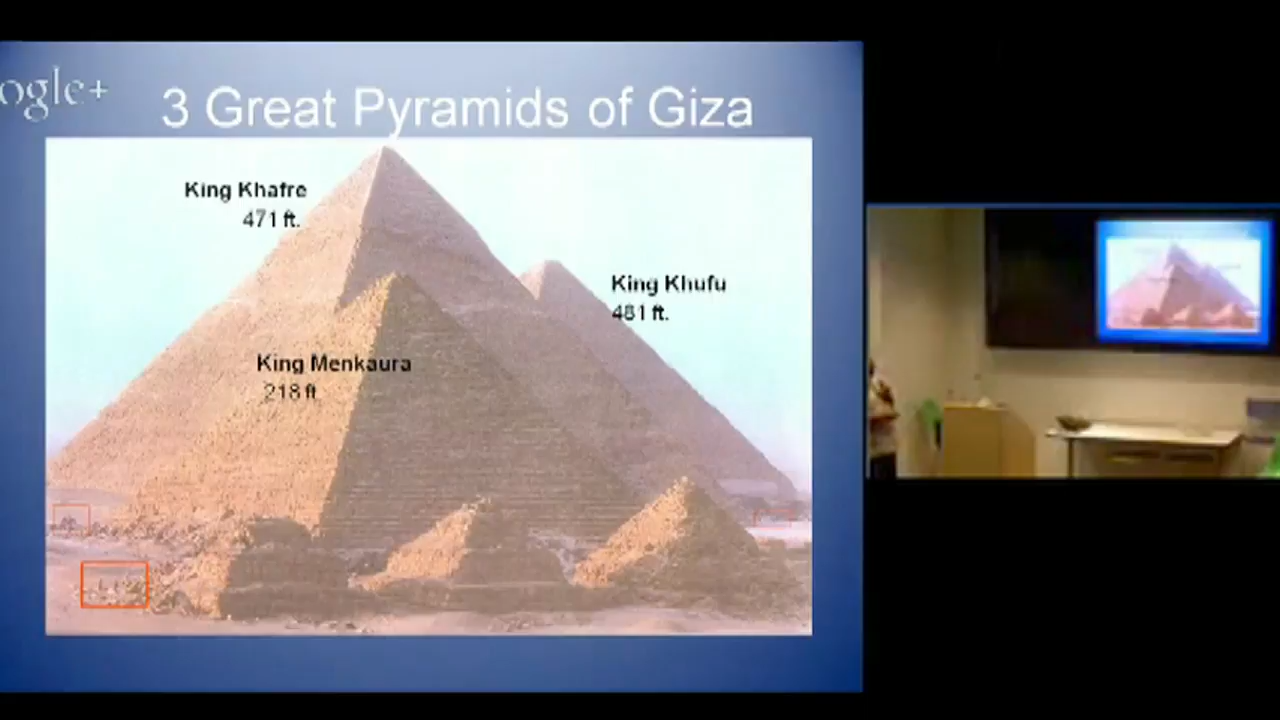 ogle+
3 Great Pyramids of Giza
King Khafre
471 ft.
King Khufu
481 ft.
King Menkaura
218 ft